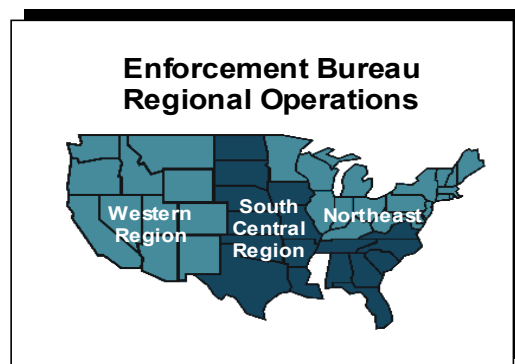 Enforcement Bureau
Regional Operations
Western
Region
South
Central
Region
Northeast